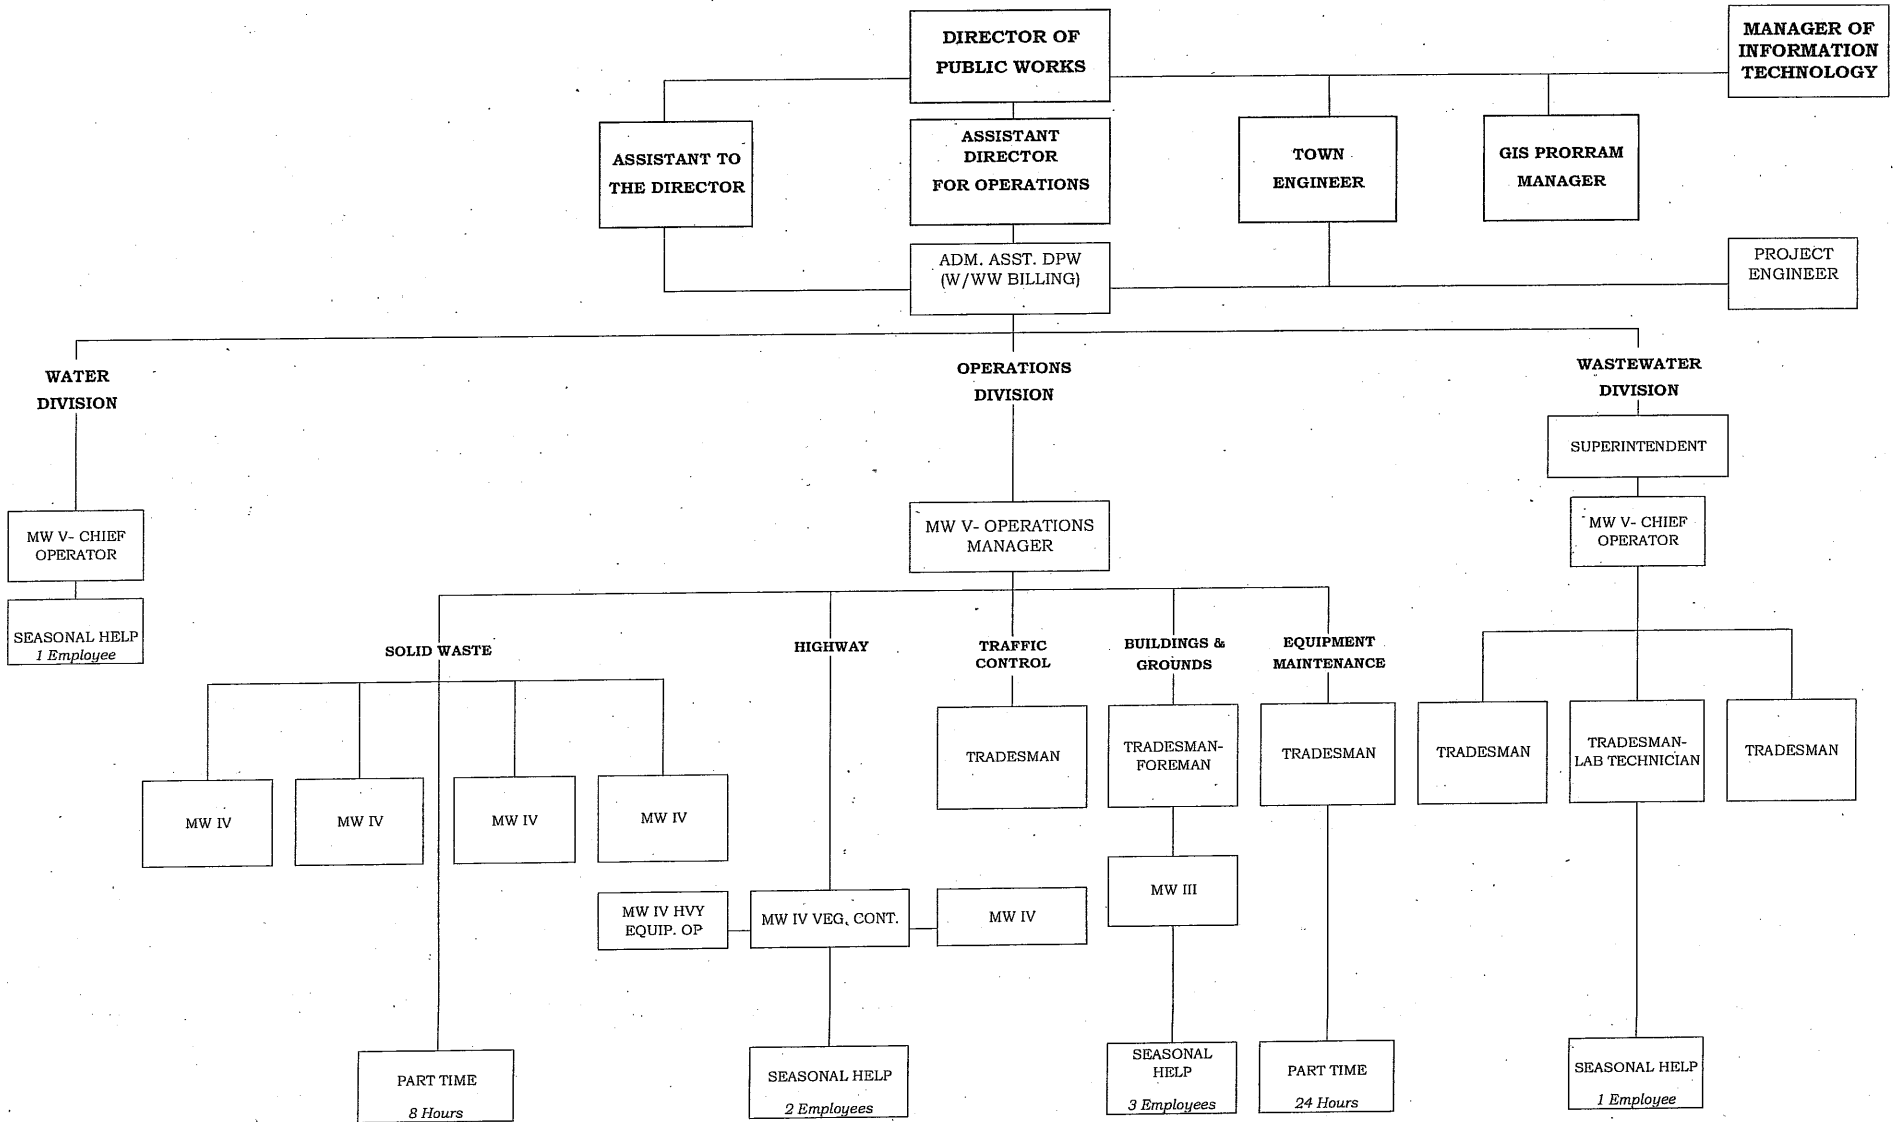 DIRECTOR OF
PUBLIC WORKS
MANAGER OF
INFORMATION
TECHNOLOGY
ASSISTANT TO
THE DIRECTOR
ASSISTANT
DIRECTOR
FOR OPERATIONS
TOWN
ENGINEER
GIS PRORRAM
MANAGER
ADM. ASST. DPW
(W/WW BILLING)
PROJECT
ENGINEER
WATER
DIVISION
OPERATIONS
DIVISION
WASTEWATER
DIVISION
SUPERINTENDENT
MW V- CHIEF
OPERATOR
MW V- OPERATIONS
MANAGER
MW V- CHIEF
OPERATOR
SEASONAL HELP
1 Employee
SOLID WASTE
HIGHWAY
TRAFFIC
CONTROL
BUILDINGS &
GROUNDS
EQUIPMENT
MAINTENANCE
TRADESMAN
TRADESMAN-
FOREMAN
TRADESMAN
TRADESMAN
TRADESMAN-
LAB TECHNICIAN
TRADESMAN
MW IV
MW IV
MW IV
MW IV
MW III
MW IV HVY
EQUIP. OP
MW IV VEG. CONT.
MW IV
PART TIME
8 Hours
SEASONAL HELP
2 Employees
SEASONAL
HELP
3 Employees
PART TIME
24 Hours
SEASONAL HELP
1 Employee